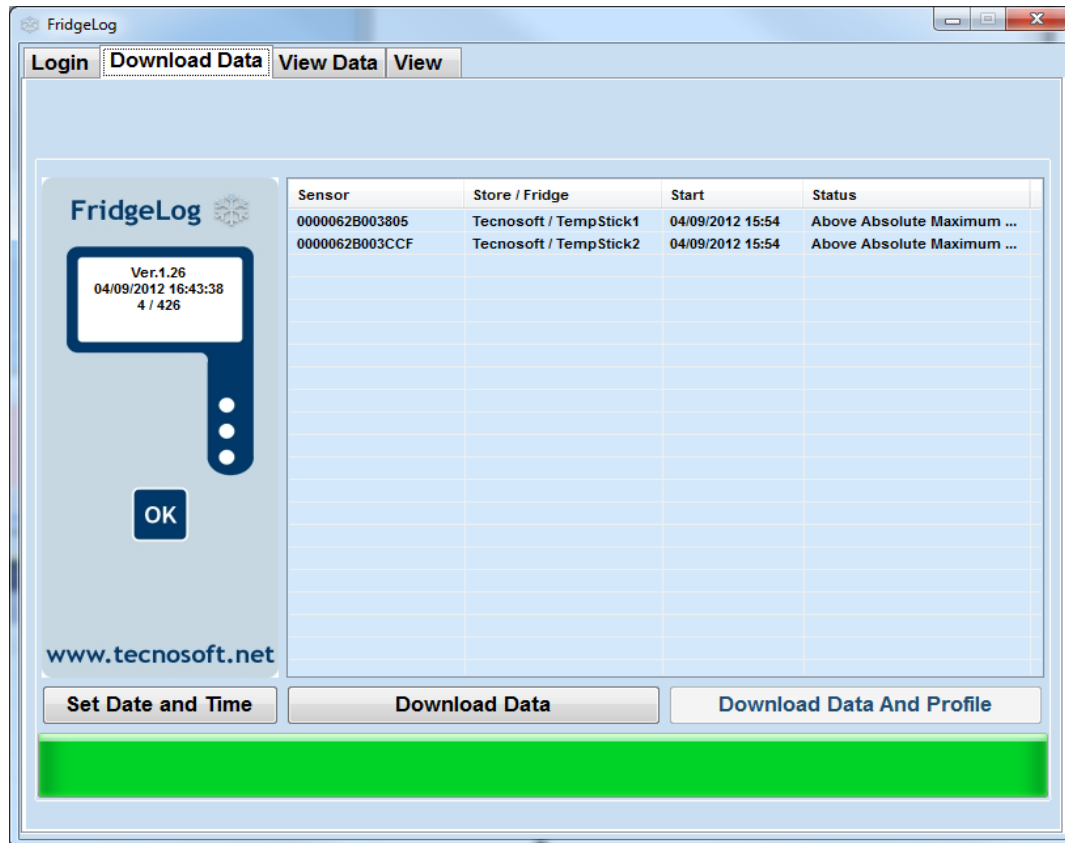 FridgeLog
Login Download Data View Data View
FridgeLog
Ver.1.26
04/09/2012 16:43:38
4 / 426
OK
www.tecnosoft.net
Sensor Store / Fridge Start Status
0000062B003805 Tecnosoft / TempStick1 04/09/2012 15:54 Above Absolute Maximum ...
0000062B003CCF Tecnosoft / TempStick2 04/09/2012 15:54 Above Absolute Maximum ...
Set Date and Time Download Data Download Data And Profile